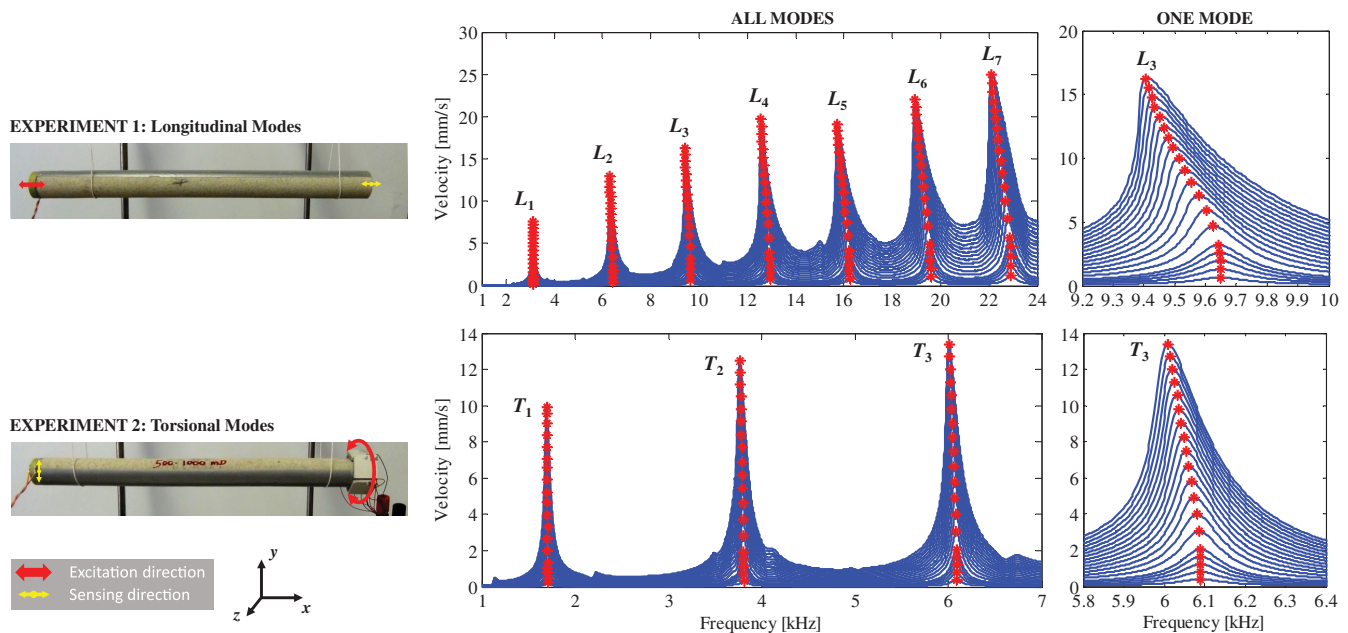 ALL MODES
ONE MODE
EXPERIMENT 1: Longitudinal Modes
Velocity [mm/s]
30
25
20
15
10
5
0
L1
L2
L3
L4
L5
L6
L7
1 2 4 6 8 10 12 14 16 18 20 22 24
20
15
10
5
0
L3
9.2 9.3 9.4 9.5 9.6 9.7 9.8 9.9 10
EXPERIMENT 2: Torsional Modes
500-1000 mD
Excitation direction
Sensing direction
y
x
z
Velocity [mm/s]
14
12
10
8
6
4
2
0
T1
T2
T3
1 2 3 4 5 6 7
Frequency [kHz]
14
12
10
8
6
4
2
0
T3
5.8 5.9 6 6.1 6.2 6.3 6.4
Frequency [kHz]